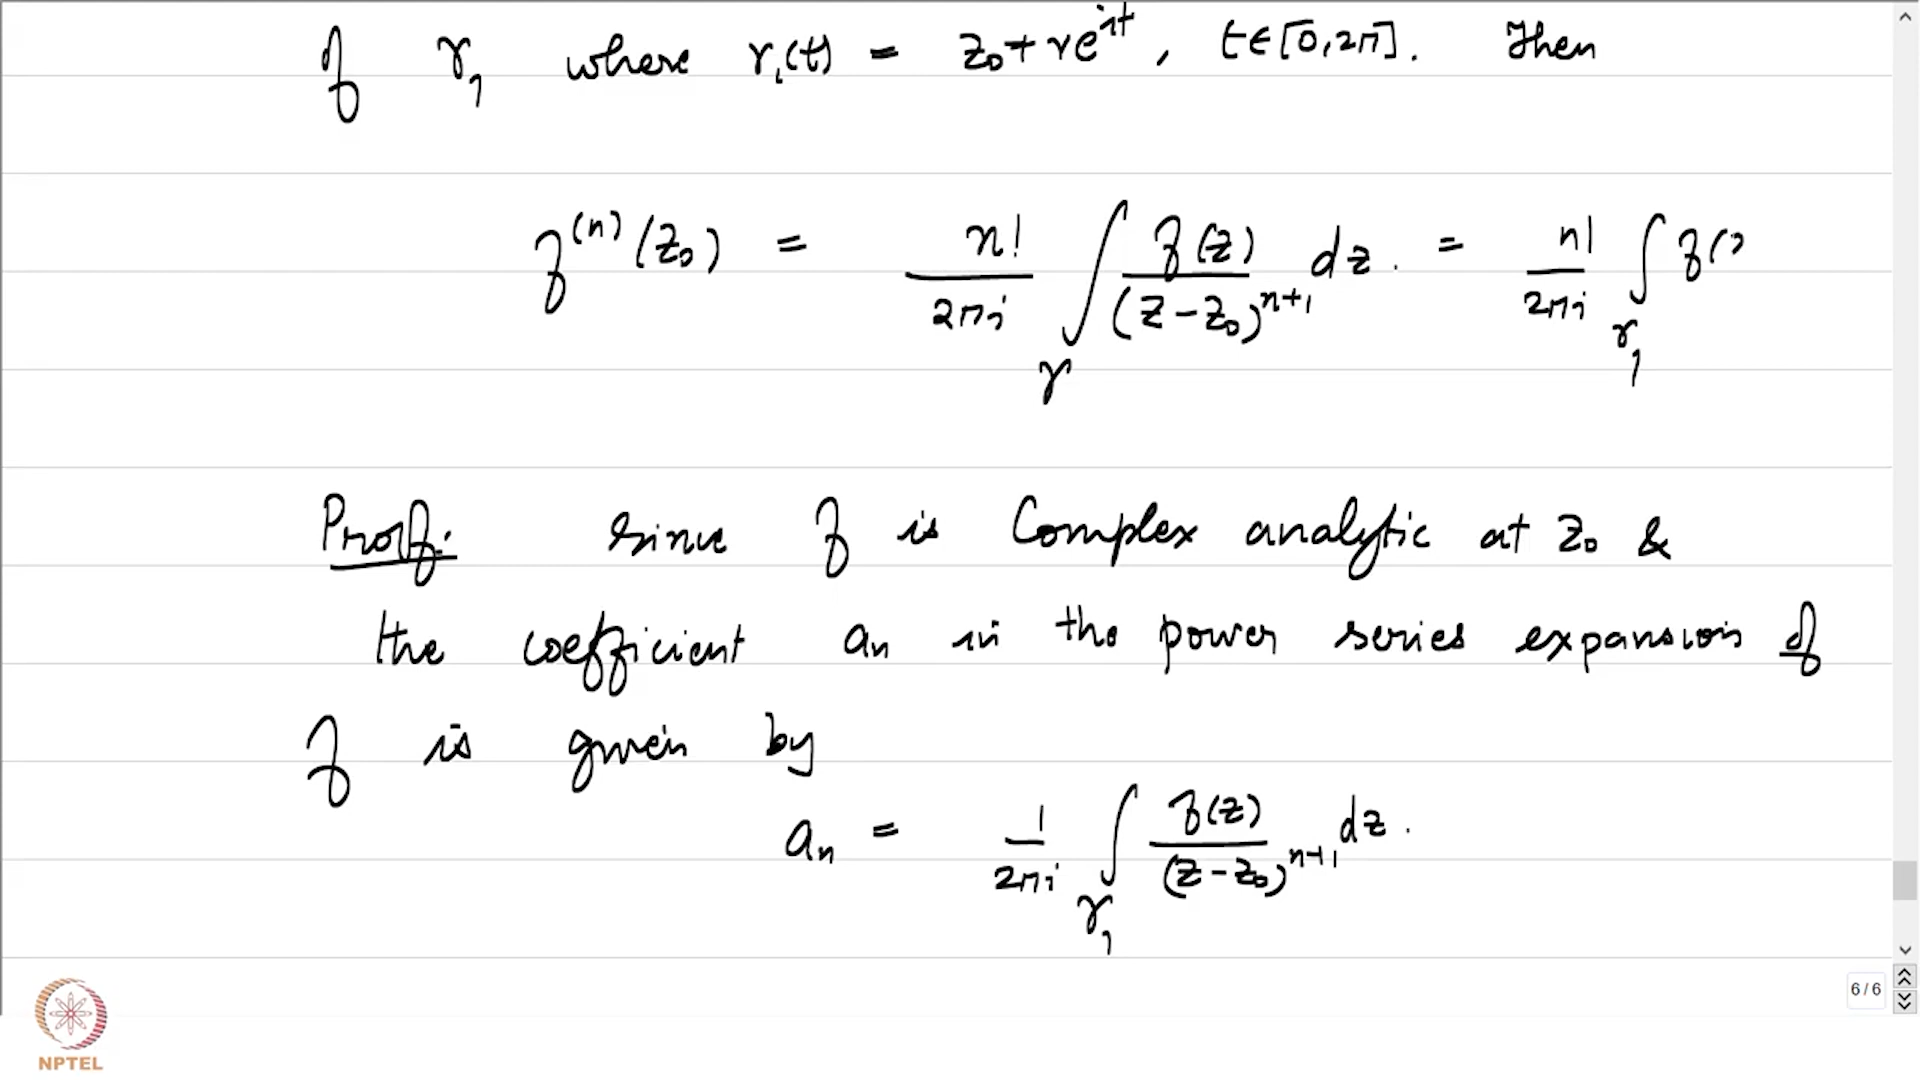 of γ₁ where γ₁(t) = z₀ + re^{it}, t∈[0,2π]. Then
f^{(n)}(z₀) = n!/2πi ∫_γ f(z)/(z-z₀)^{n+1} dz. = n!/2πi ∫_{γ₁} f(z
Proof: Since f is Complex analytic at z₀ &
the coefficient aₙ in the power series expansion of
f is given by
aₙ = 1/2πi ∫_{γ₁} f(z)/(z-z₀)^{n+1} dz.
6 / 6
NPTEL